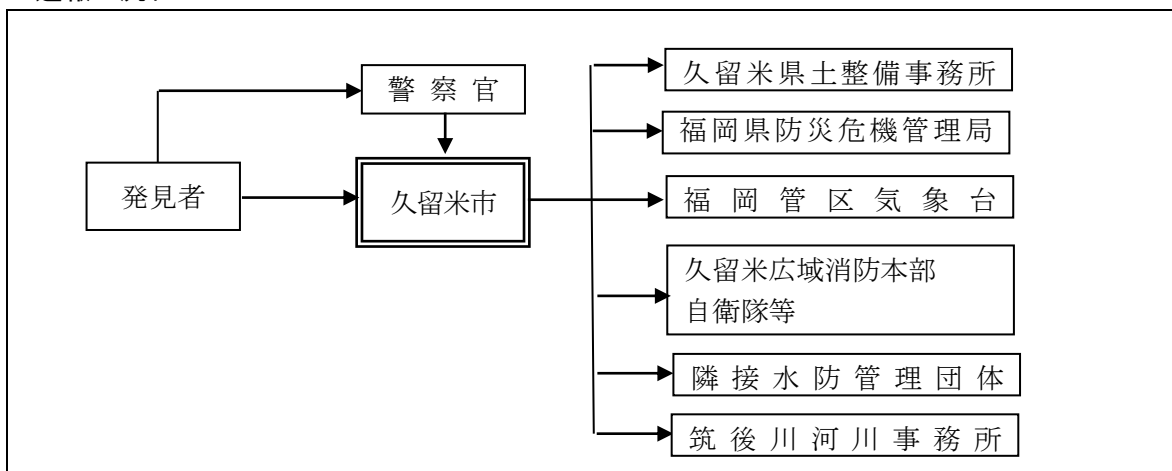 警察官
発見者
久留米市
久留米県土整備事務所
福岡県防災危機管理局
福岡管区気象台
久留米広域消防本部
自衛隊等
隣接水防管理団体
筑後川河川事務所